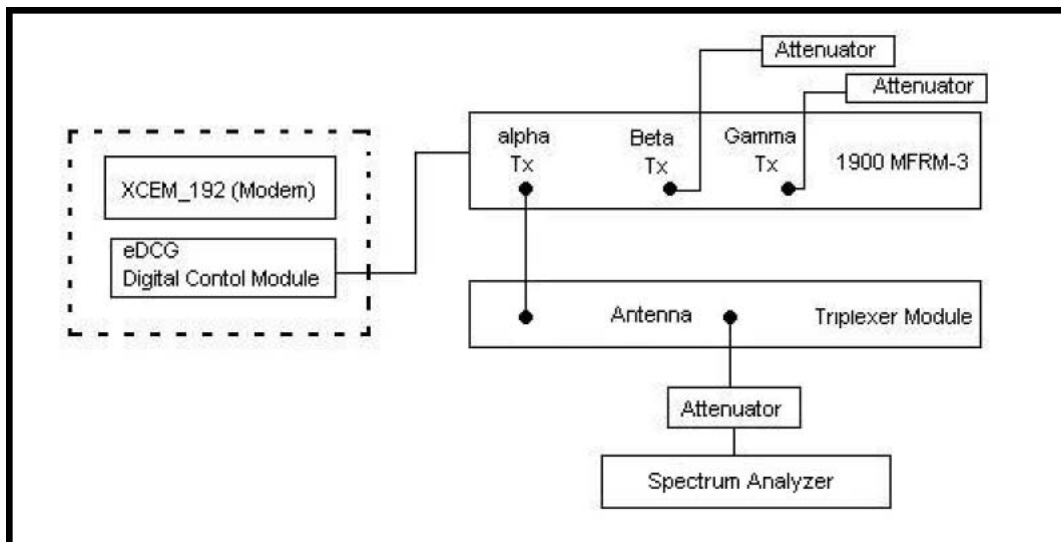 Attenuator
Attenuator
alpha
Tx
Beta
Tx
Gamma
Tx
1900 MFRM-3
XCEM_192 (Modem)
eDCG
Digital Contol Module
Antenna
Triplexer Module
Attenuator
Spectrum Analyzer